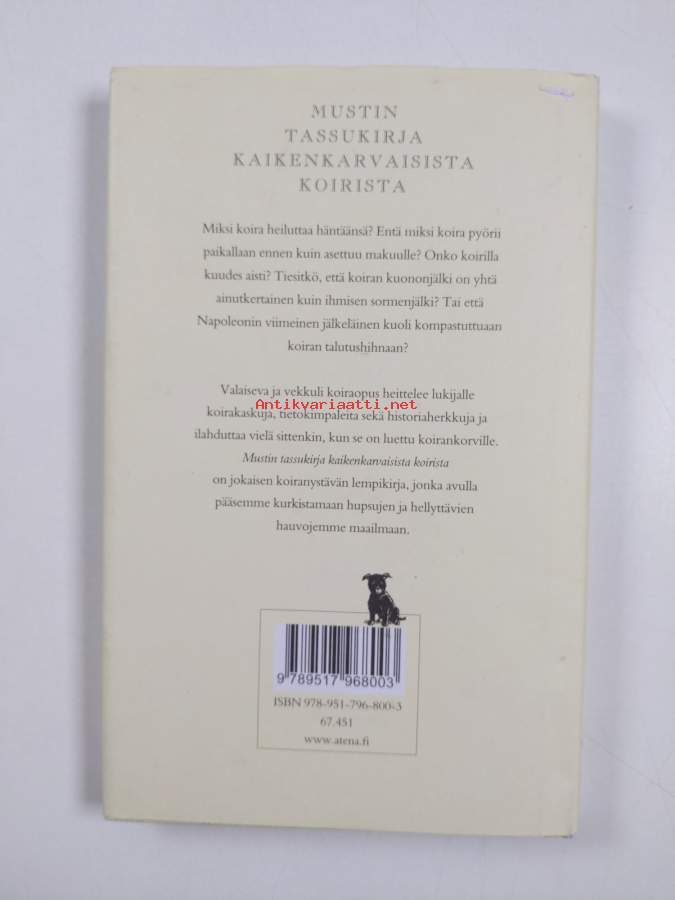 MUSTIN
TASSUKIRJA
KAIKENKARVAISISTA
KOIRISTA
Miksi koira heiluttaa häntäänsä? Entä miksi koira pyörii
paikallaan ennen kuin asettuu makuulle? Onko koirilla
kuudes aisti? Tiesitkö, että koiran kuononjälki on yhtä
ainutkertainen kuin ihmisen sormenjälki? Tai että
Napoleonin viimeinen jälkeläinen kuoli kompastuttuaan
koiran talutushihnaan?
Valaiseva ja vekkuli koiraopus heittelee lukijalle
Antikvariaatti.net
koirakaskuja, tietokimpaleita sekä historiaherkkuja ja
ilahduttaa vielä sittenkin, kun se on luettu koirankorville.
Mustin tassukirja kaikenkarvaisista koirista
on jokaisen koiranystävän lempikirja, jonka avulla
pääsemme kurkistamaan hupsujen ja hellyttävien
hauvojemme maailmaan.
9 789517 968003
ISBN 978-951-796-800-3
67.451
www.atena.fi